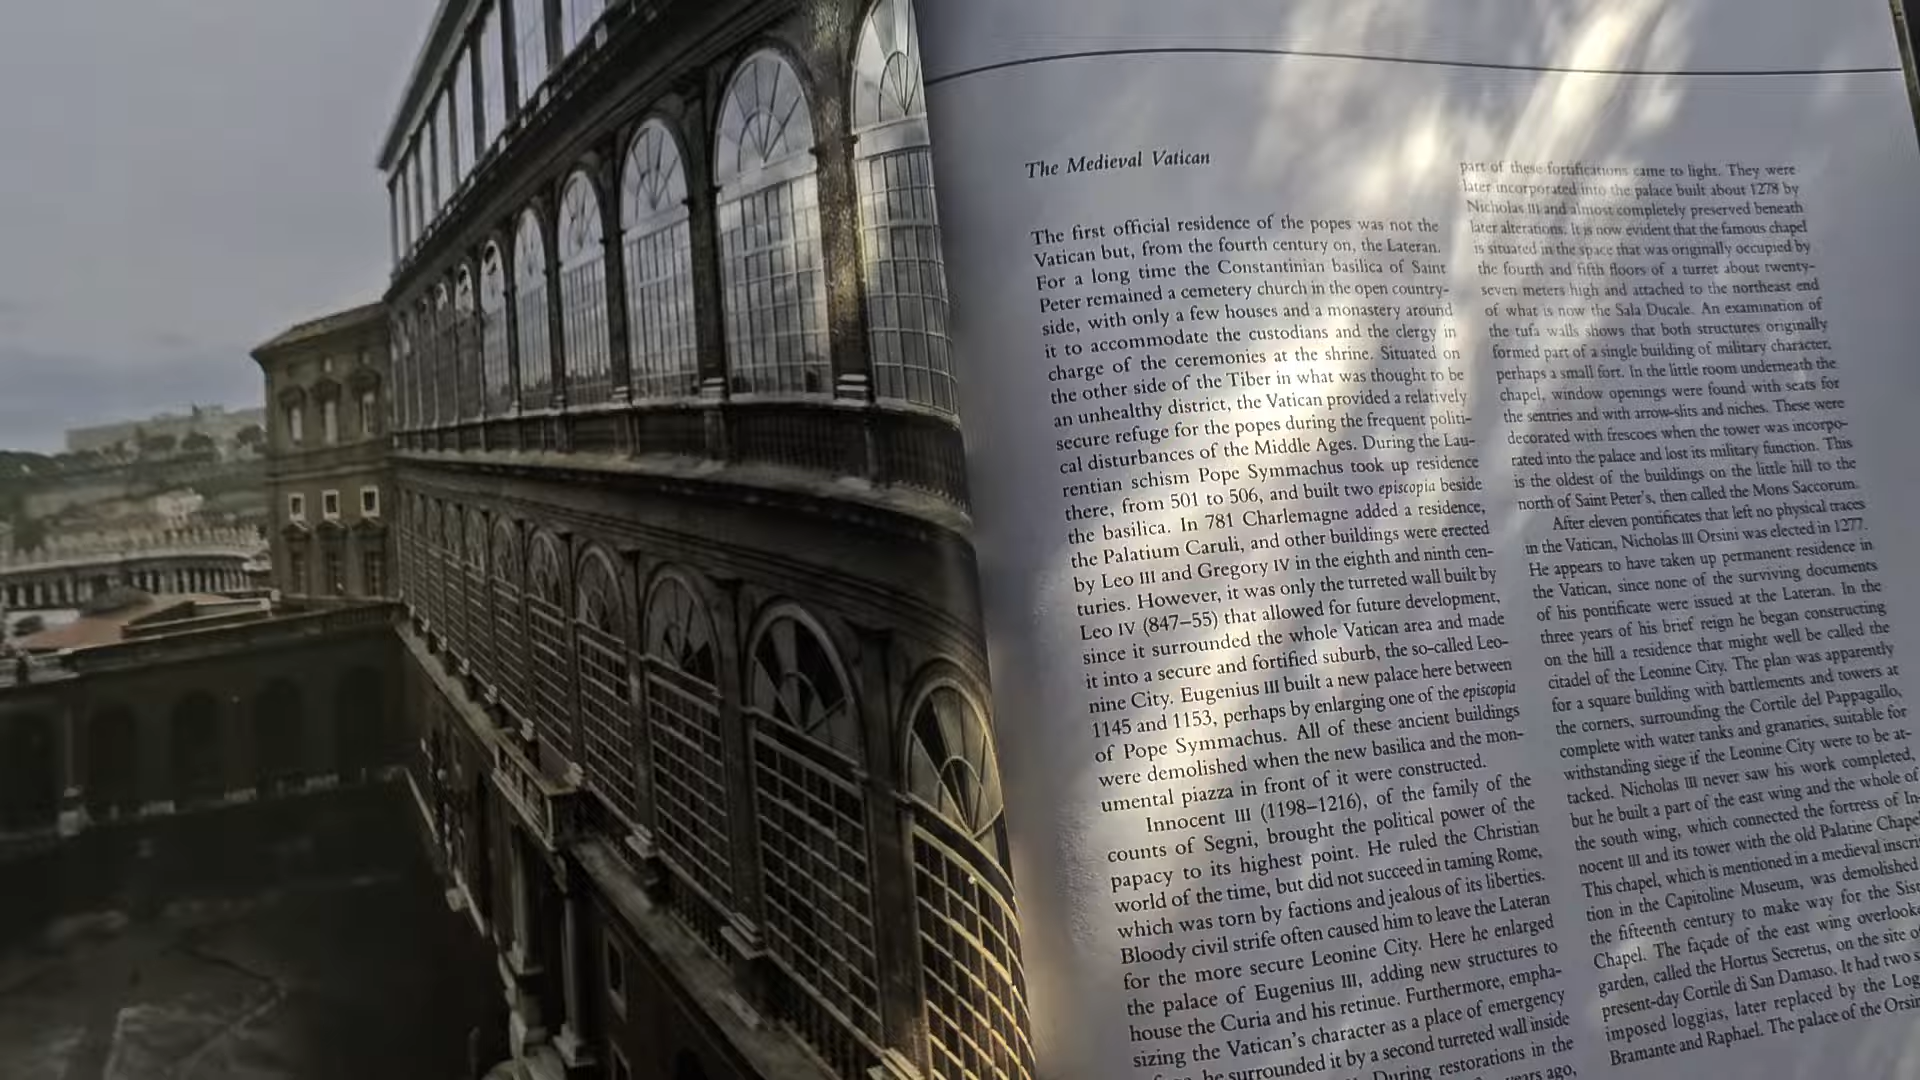 The Medieval Vatican
The first official residence of the popes was not the
Vatican but, from the fourth century on, the Lateran.
For a long time the Constantinian basilica of Saint
Peter remained a cemetery church in the open country-
side, with only a few houses and a monastery around
it to accommodate the custodians and the clergy in
charge of the ceremonies at the shrine. Situated on
the other side of the Tiber in what was thought to be
an unhealthy district, the Vatican provided a relatively
secure refuge for the popes during the frequent politi-
cal disturbances of the Middle Ages. During the Lau-
rentian schism Pope Symmachus took up residence
there, from 501 to 506, and built two episcopia beside
the basilica. In 781 Charlemagne added a residence,
the Palatium Caruli, and other buildings were erected
by Leo III and Gregory IV in the eighth and ninth cen-
turies. However, it was only the turreted wall built by
Leo IV (847–55) that allowed for future development,
since it surrounded the whole Vatican area and made
it into a secure and fortified suburb, the so-called Leo-
nine City. Eugenius III built a new palace here between
1145 and 1153, perhaps by enlarging one of the episcopia
of Pope Symmachus. All of these ancient buildings
were demolished when the new basilica and the mon-
umental piazza in front of it were constructed.
Innocent III (1198–1216), of the family of the
counts of Segni, brought the political power of the
papacy to its highest point. He ruled the Christian
world of the time, but did not succeed in taming Rome,
which was torn by factions and jealous of its liberties.
Bloody civil strife often caused him to leave the Lateran
for the more secure Leonine City. Here he enlarged
the palace of Eugenius III, adding new structures to
house the Curia and his retinue. Furthermore, empha-
sizing the Vatican's character as a place of emergency
he surrounded it by a second turreted wall inside
During restorations in the
years ago,
part of these fortifications came to light. They were
later incorporated into the palace built about 1278 by
Nicholas III and almost completely preserved beneath
later alterations. It is now evident that the famous chapel
is situated in the space that was originally occupied by
the fourth and fifth floors of a turret about twenty-
seven meters high and attached to the northeast end
of what is now the Sala Ducale. An examination of
the tufa walls shows that both structures originally
formed part of a single building of military character,
perhaps a small fort. In the little room underneath the
chapel, window openings were found with seats for
the sentries and with arrow-slits and niches. These were
decorated with frescoes when the tower was incorpo-
rated into the palace and lost its military function. This
is the oldest of the buildings on the little hill to the
north of Saint Peter's, then called the Mons Saccorum.
After eleven pontificates that left no physical traces
in the Vatican, Nicholas III Orsini was elected in 1277.
He appears to have taken up permanent residence in
the Vatican, since none of the surviving documents
of his pontificate were issued at the Lateran. In the
three years of his brief reign he began constructing
on the hill a residence that might well be called the
citadel of the Leonine City. The plan was apparently
for a square building with battlements and towers at
the corners, surrounding the Cortile del Pappagallo,
complete with water tanks and granaries, suitable for
withstanding siege if the Leonine City were to be at-
tacked. Nicholas III never saw his work completed,
but he built a part of the east wing and the whole of
the south wing, which connected the fortress of In-
nocent III and its tower with the old Palatine Chapel
This chapel, which is mentioned in a medieval inscri
tion in the Capitoline Museum, was demolished
the fifteenth century to make way for the Sist
Chapel. The façade of the east wing overlook
garden, called the Hortus Secretus, on the site o
present-day Cortile di San Damaso. It had two s
imposed loggias, later replaced by the Log
Bramante and Raphael. The palace of the Orsin